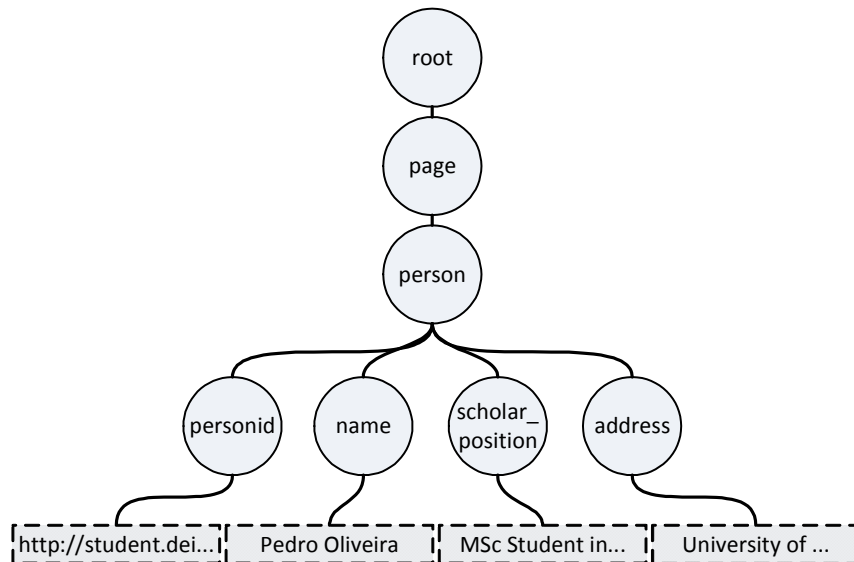 root
page
person
personid
name
scholar_
position
address
http://student.dei...
Pedro Oliveira
MSc Student in...
University of ...